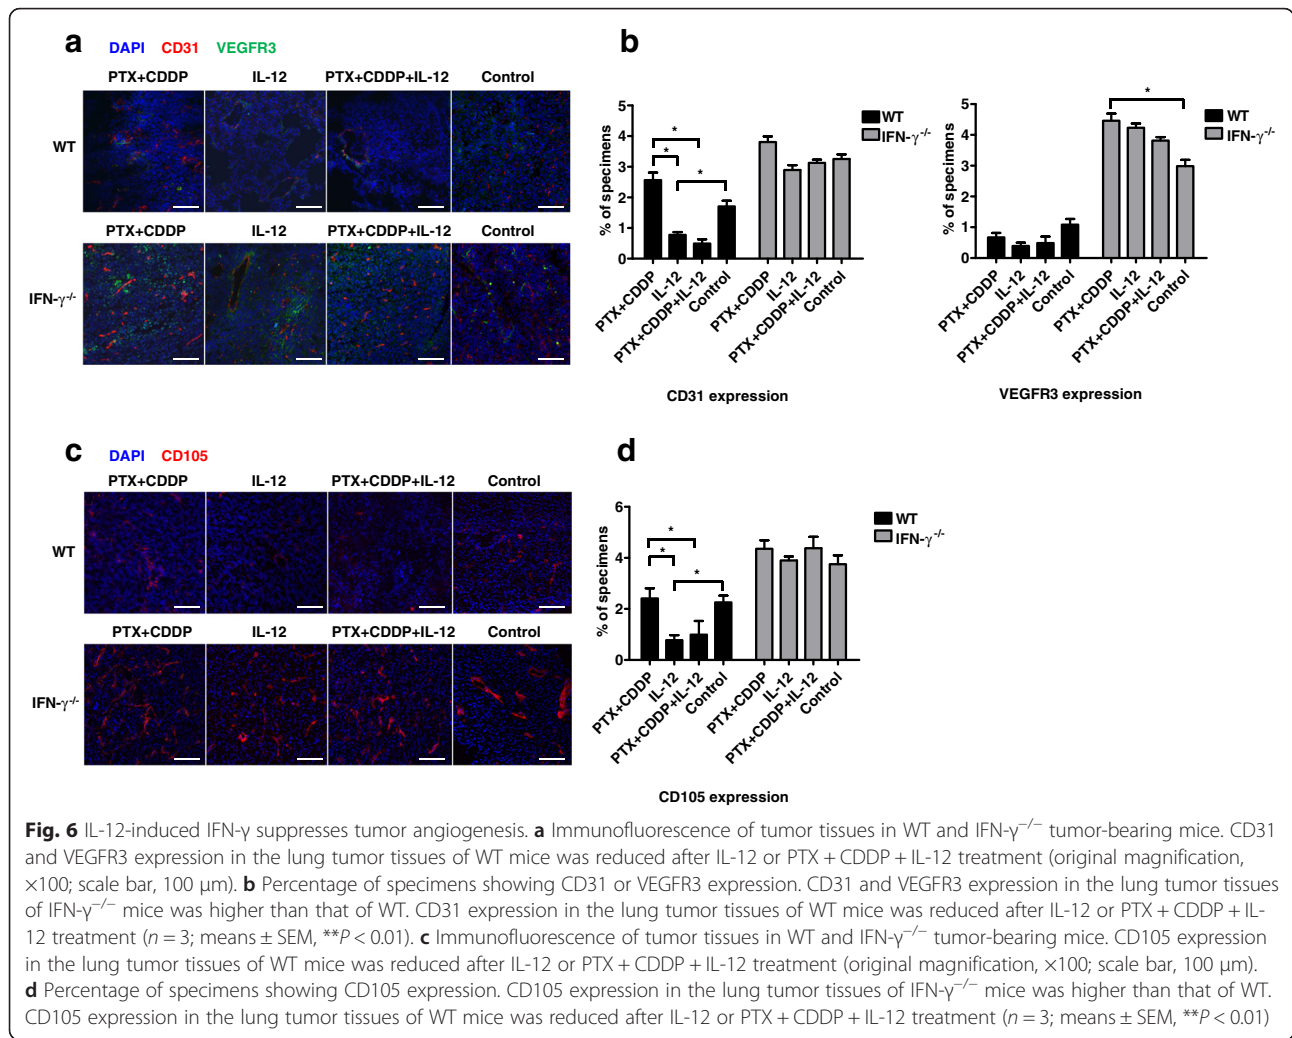 a
DAPI CD31 VEGFR3
PTX+CDDP IL-12 PTX+CDDP+IL-12 Control
WT
PTX+CDDP IL-12 PTX+CDDP+IL-12 Control
IFN-γ-/-
b
5
4
3
2
1
0
% of specimens
WT
IFN-γ-/-
PTX+CDDP
IL-12
PTX+CDDP+IL-12
Control
PTX+CDDP
IL-12
PTX+CDDP+IL-12
Control
* * *
CD31 expression
5
4
3
2
1
0
% of specimens
*
WT
IFN-γ-/-
PTX+CDDP
IL-12
PTX+CDDP+IL-12
Control
PTX+CDDP
IL-12
PTX+CDDP+IL-12
Control
VEGFR3 expression
c
DAPI CD105
PTX+CDDP IL-12 PTX+CDDP+IL-12 Control
WT
PTX+CDDP IL-12 PTX+CDDP+IL-12 Control
IFN-γ-/-
d
6
4
2
0
% of specimens
* * *
WT
IFN-γ-/-
PTX+CDDP
IL-12
PTX+CDDP+IL-12
Control
PTX+CDDP
IL-12
PTX+CDDP+IL-12
Control
CD105 expression
Fig. 6 IL-12-induced IFN-γ suppresses tumor angiogenesis. a Immunofluorescence of tumor tissues in WT and IFN-γ−/− tumor-bearing mice. CD31
and VEGFR3 expression in the lung tumor tissues of WT mice was reduced after IL-12 or PTX + CDDP + IL-12 treatment (original magnification,
×100; scale bar, 100 μm). b Percentage of specimens showing CD31 or VEGFR3 expression. CD31 and VEGFR3 expression in the lung tumor tissues
of IFN-γ−/− mice was higher than that of WT. CD31 expression in the lung tumor tissues of WT mice was reduced after IL-12 or PTX + CDDP + IL-
12 treatment (n = 3; means ± SEM, **P < 0.01). c Immunofluorescence of tumor tissues in WT and IFN-γ−/− tumor-bearing mice. CD105 expression
in the lung tumor tissues of WT mice was reduced after IL-12 or PTX + CDDP + IL-12 treatment (original magnification, ×100; scale bar, 100 μm).
d Percentage of specimens showing CD105 expression. CD105 expression in the lung tumor tissues of IFN-γ−/− mice was higher than that of WT.
CD105 expression in the lung tumor tissues of WT mice was reduced after IL-12 or PTX + CDDP + IL-12 treatment (n = 3; means ± SEM, **P < 0.01)